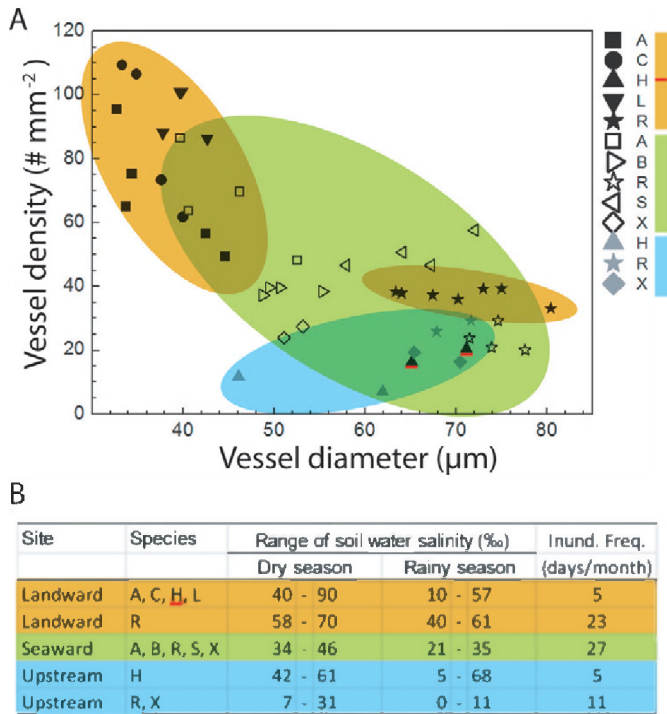 A
Vessel density (# mm⁻²)
120
100
80
60
40
20
0
40
50
60
70
80
Vessel diameter (µm)
A
C
H
L
R
A
B
R
S
X
H
R
X
B
Site Species Range of soil water salinity (‰) Inund. Freq.
Dry season Rainy season (days/month)
Landward A, C, H, L 40 - 90 10 - 57 5
Landward R 58 - 70 40 - 61 23
Seaward A, B, R, S, X 34 - 46 21 - 35 27
Upstream H 42 - 61 5 - 68 5
Upstream R, X 7 - 31 0 - 11 11